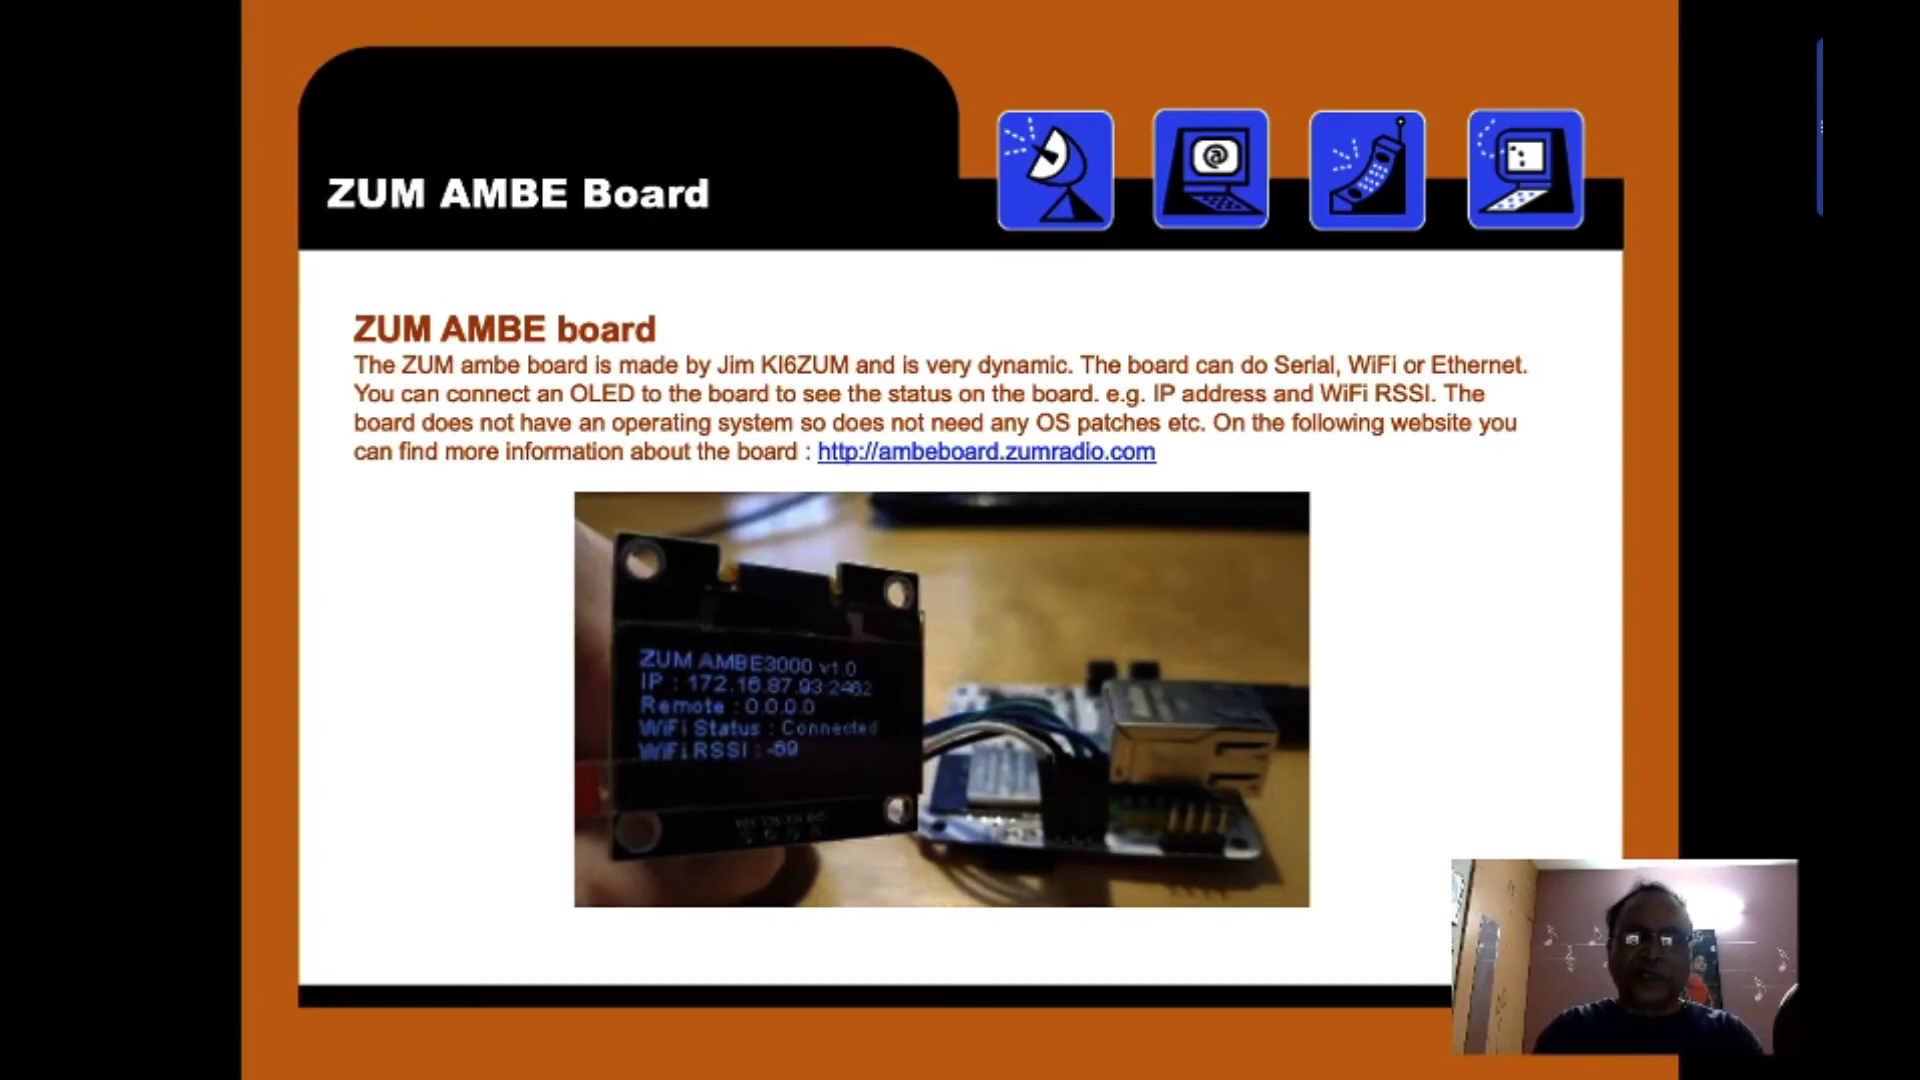 ZUM AMBE Board
@
ZUM AMBE board
The ZUM ambe board is made by Jim KI6ZUM and is very dynamic. The board can do Serial, WiFi or Ethernet.
You can connect an OLED to the board to see the status on the board. e.g. IP address and WiFi RSSI. The
board does not have an operating system so does not need any OS patches etc. On the following website you
can find more information about the board : http://ambeboard.zumradio.com
ZUM AMBE3000 v1.0
IP : 172.16.87.93:2462
Remote : 0.0.0.0
WiFi Status : Connected
WiFi RSSI : -69